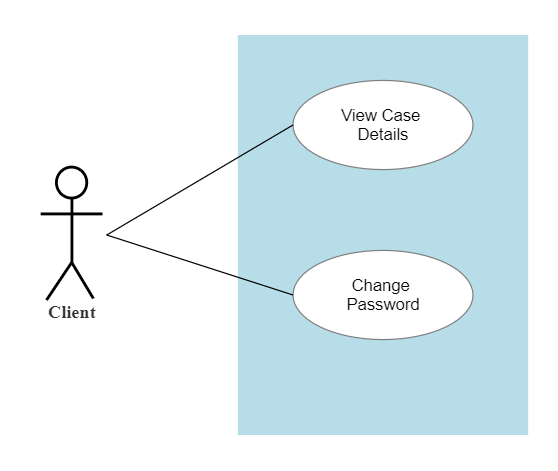 View Case
Details
Change
Password
Client